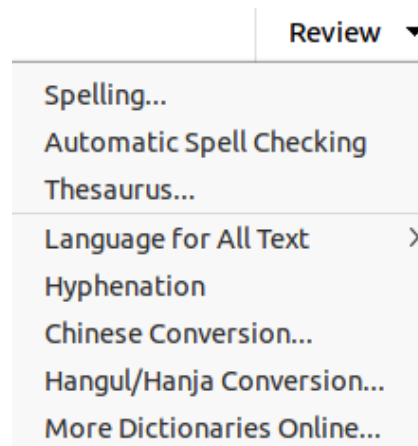 Review
Spelling...
Automatic Spell Checking
Thesaurus...
Language for All Text
Hyphenation
Chinese Conversion...
Hangul/Hanja Conversion...
More Dictionaries Online...